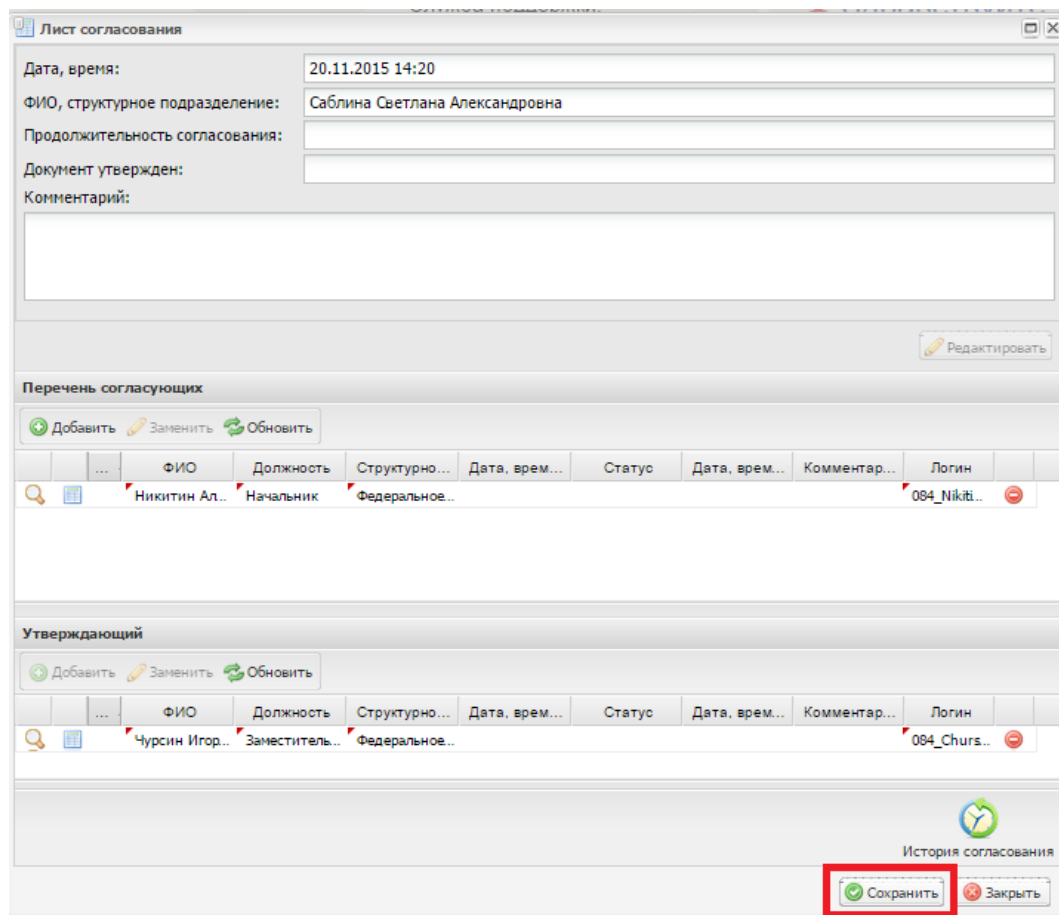 Лист согласования
Дата, время: 20.11.2015 14:20
ФИО, структурное подразделение: Саблина Светлана Александровна
Продолжительность согласования:
Документ утвержден:
Комментарий:
Редактировать
Перечень согласующих
Добавить Заменить Обновить
... ФИО Должность Структурно... Дата, врем... Статус Дата, врем... Комментар... Логин
Никитин Ал... Начальник Федеральное... 084_Nikiti...
Утверждающий
Добавить Заменить Обновить
... ФИО Должность Структурно... Дата, врем... Статус Дата, врем... Комментар... Логин
Чурсин Игор... Заместитель... Федеральное... 084_Churs...
История согласования
Сохранить Закрыть